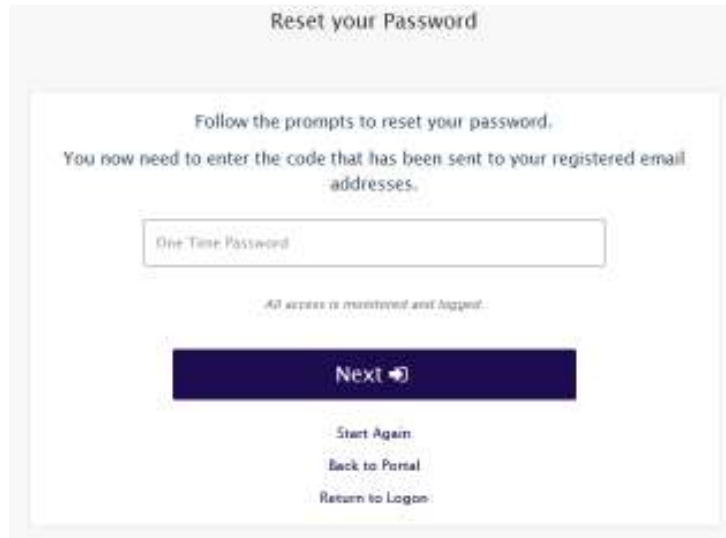 Reset your Password
Follow the prompts to reset your password.
You now need to enter the code that has been sent to your registered email
addresses.
One Time Password
All access is monitored and logged.
Next
Start Again
Back to Portal
Return to Logon